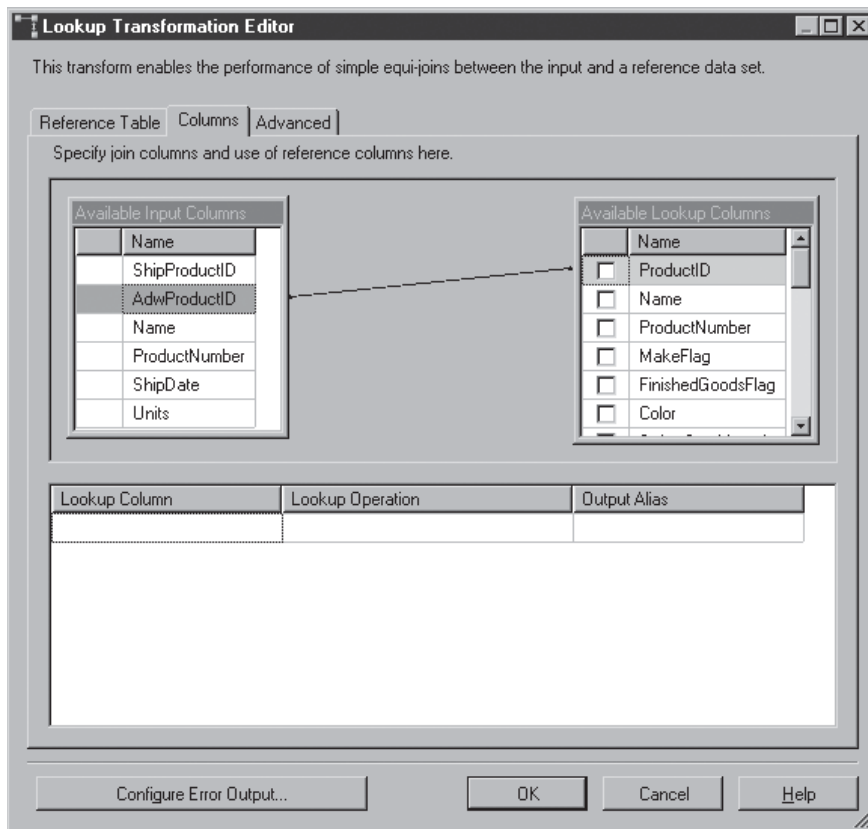 Lookup Transformation Editor
This transform enables the performance of simple equi-joins between the input and a reference data set.
Reference Table Columns Advanced
Specify join columns and use of reference columns here.
Available Input Columns
Name
ShipProductID
AdwProductID
Name
ProductNumber
ShipDate
Units
Available Lookup Columns
Name
ProductID
Name
ProductNumber
MakeFlag
FinishedGoodsFlag
Color
Lookup Column Lookup Operation Output Alias
Configure Error Output... OK Cancel Help